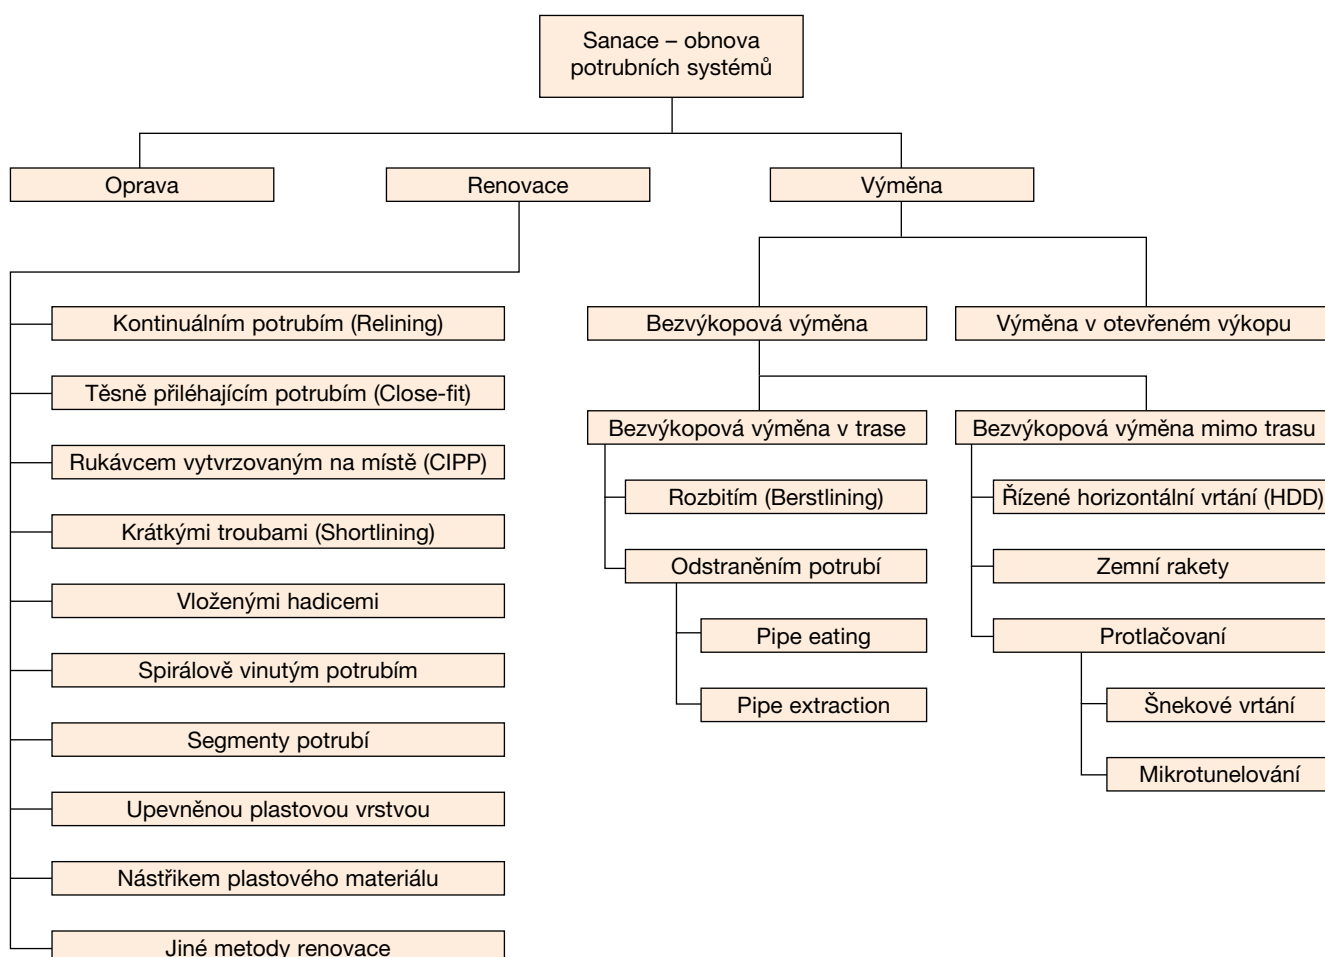 Sanace – obnova
potrubních systémů
Oprava
Renovace
Výměna
Kontinuálním potrubím (Relining)
Těsně přiléhajícím potrubím (Close-fit)
Rukávcem vytvrzovaným na místě (CIPP)
Krátkými troubami (Shortlining)
Vloženými hadicemi
Spirálově vinutým potrubím
Segmenty potrubí
Upevněnou plastovou vrstvou
Nástřikem plastového materiálu
Jiné metody renovace
Bezvýkopová výměna
Výměna v otevřeném výkopu
Bezvýkopová výměna v trase
Rozbitím (Berstlining)
Odstraněním potrubí
Pipe eating
Pipe extraction
Bezvýkopová výměna mimo trasu
Řízené horizontální vrtání (HDD)
Zemní rakety
Protlačovaní
Šnekové vrtání
Mikrotunelování